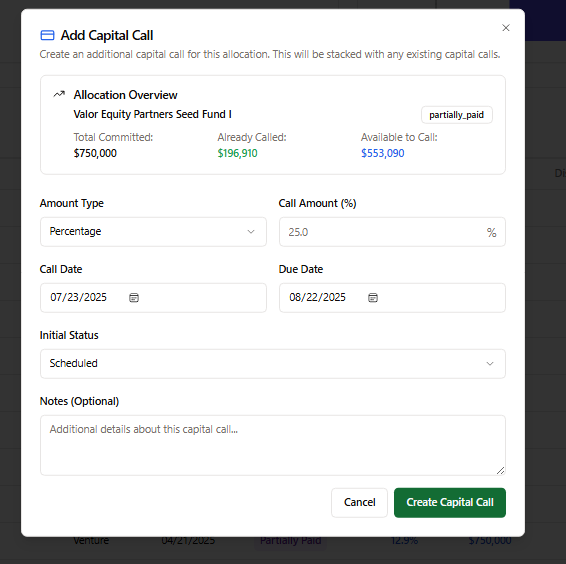 Add Capital Call
Create an additional capital call for this allocation. This will be stacked with any existing capital calls.
Allocation Overview
Valor Equity Partners Seed Fund I
partially_paid
Total Committed: Already Called: Available to Call:
$750,000 $196,910 $553,090
Amount Type Call Amount (%)
Percentage 25.0 %
Call Date Due Date
07/23/2025 08/22/2025
Initial Status
Scheduled
Notes (Optional)
Additional details about this capital call...
Cancel Create Capital Call
Venture 04/21/2025 Partially Paid 12.9% $750,000